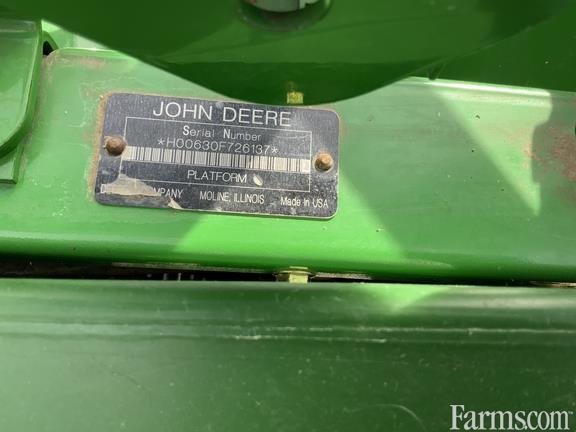 JOHN DEERE
Serial Number
*H00630F726137*
PLATFORM
COMPANY MOLINE, ILLINOIS Made In USA
Farms.com